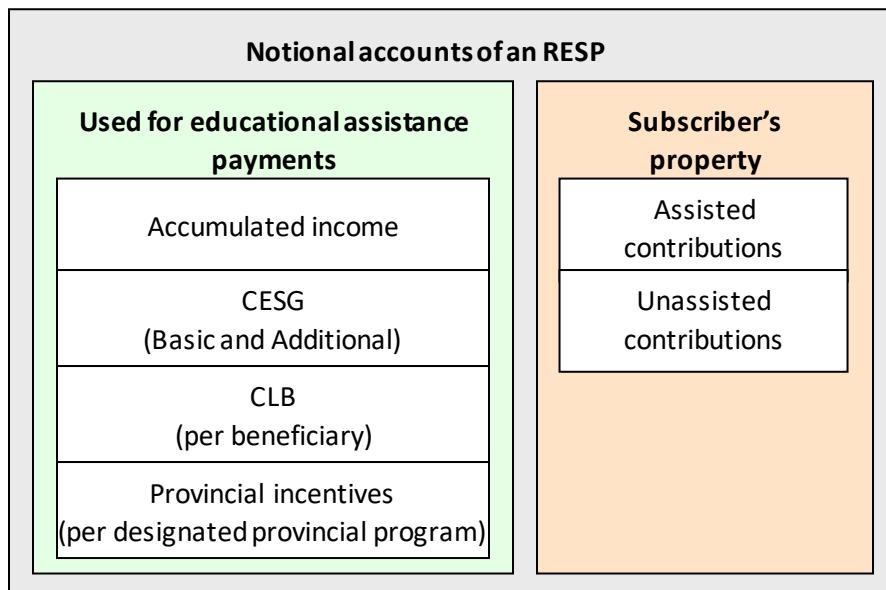 Notional accounts of an RESP
Used for educational assistance
payments
Accumulated income
CESG
(Basic and Additional)
CLB
(per beneficiary)
Provincial incentives
(per designated provincial program)
Subscriber's
property
Assisted
contributions
Unassisted
contributions